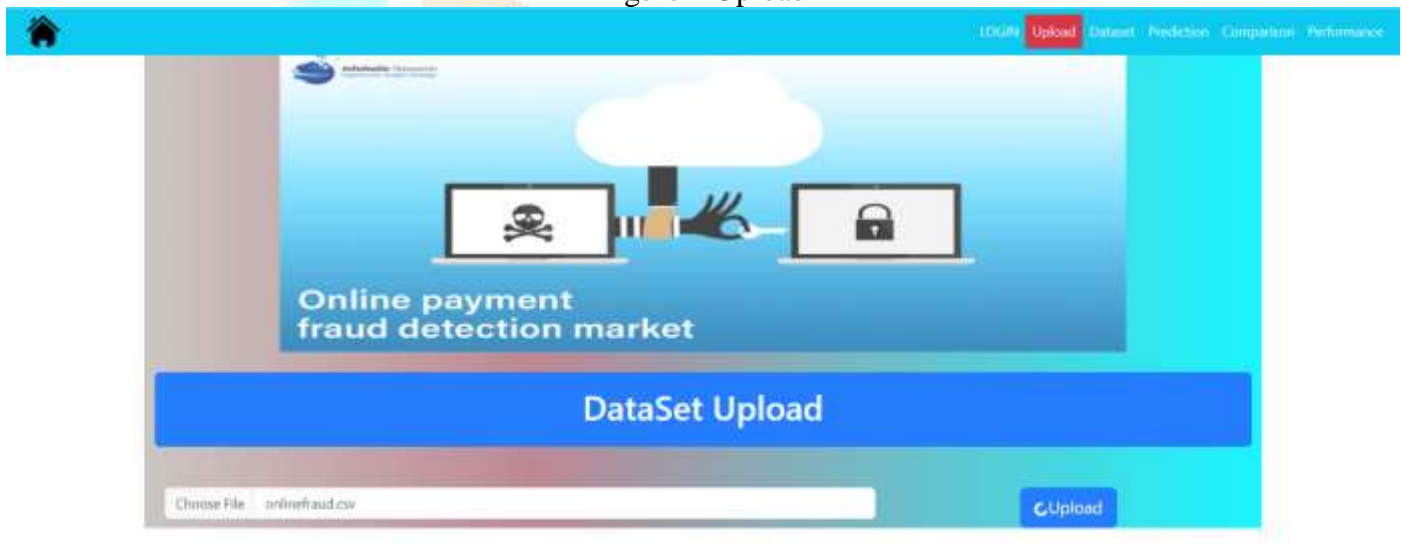 LOGIN Upload Dataset Prediction Comparison Performance
Online payment
fraud detection market
DataSet Upload
Choose File onlinefraud.csv
Upload